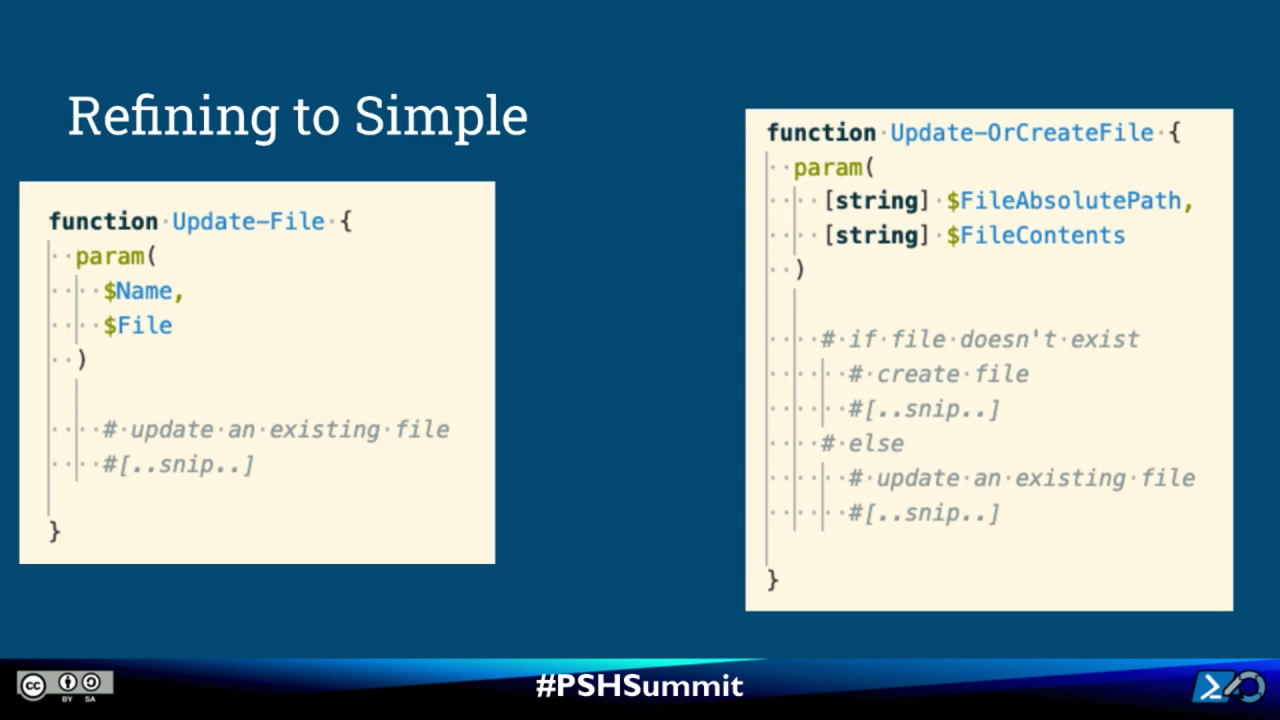 Refining to Simple
function Update-File {
param(
$Name,
$File
)
# update an existing file
#[..snip..]
}
function Update-OrCreateFile {
param(
[string] $FileAbsolutePath,
[string] $FileContents
)
# if file doesn't exist
# create file
#[..snip..]
# else
# update an existing file
#[..snip..]
}
cc
BY SA
#PSHSummit